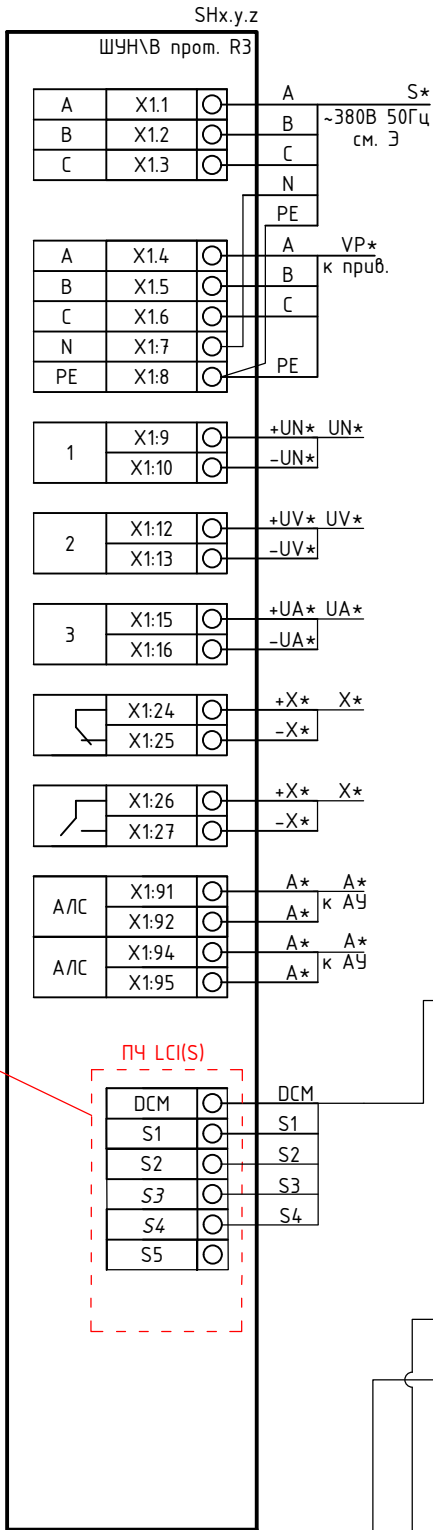 SHx.y.z
ШУН\В прот. R3
A X1.1 A S*
B X1.2 B ~380В 50Гц
C X1.3 C см. Э
N
PE
A X1.4 A VP*
B X1.5 B к прив.
C X1.6 C
N X1:7
PE X1:8 PE
1 X1:9 +UN* UN*
X1:10 -UN*
2 X1:12 +UV* UV*
X1:13 -UV*
3 X1:15 +UA* UA*
X1:16 -UA*
X1:24 +X* X*
X1:25 -X*
X1:26 +X* X*
X1:27 -X*
АЛС X1:91 A* A*
X1:92 A* к АУ
АЛС X1:94 A* A*
X1:95 A* к АУ
ПЧ LCI(S)
DCM DCM
S1 S1
S2 S2
S3 S3
S4 S4
S5